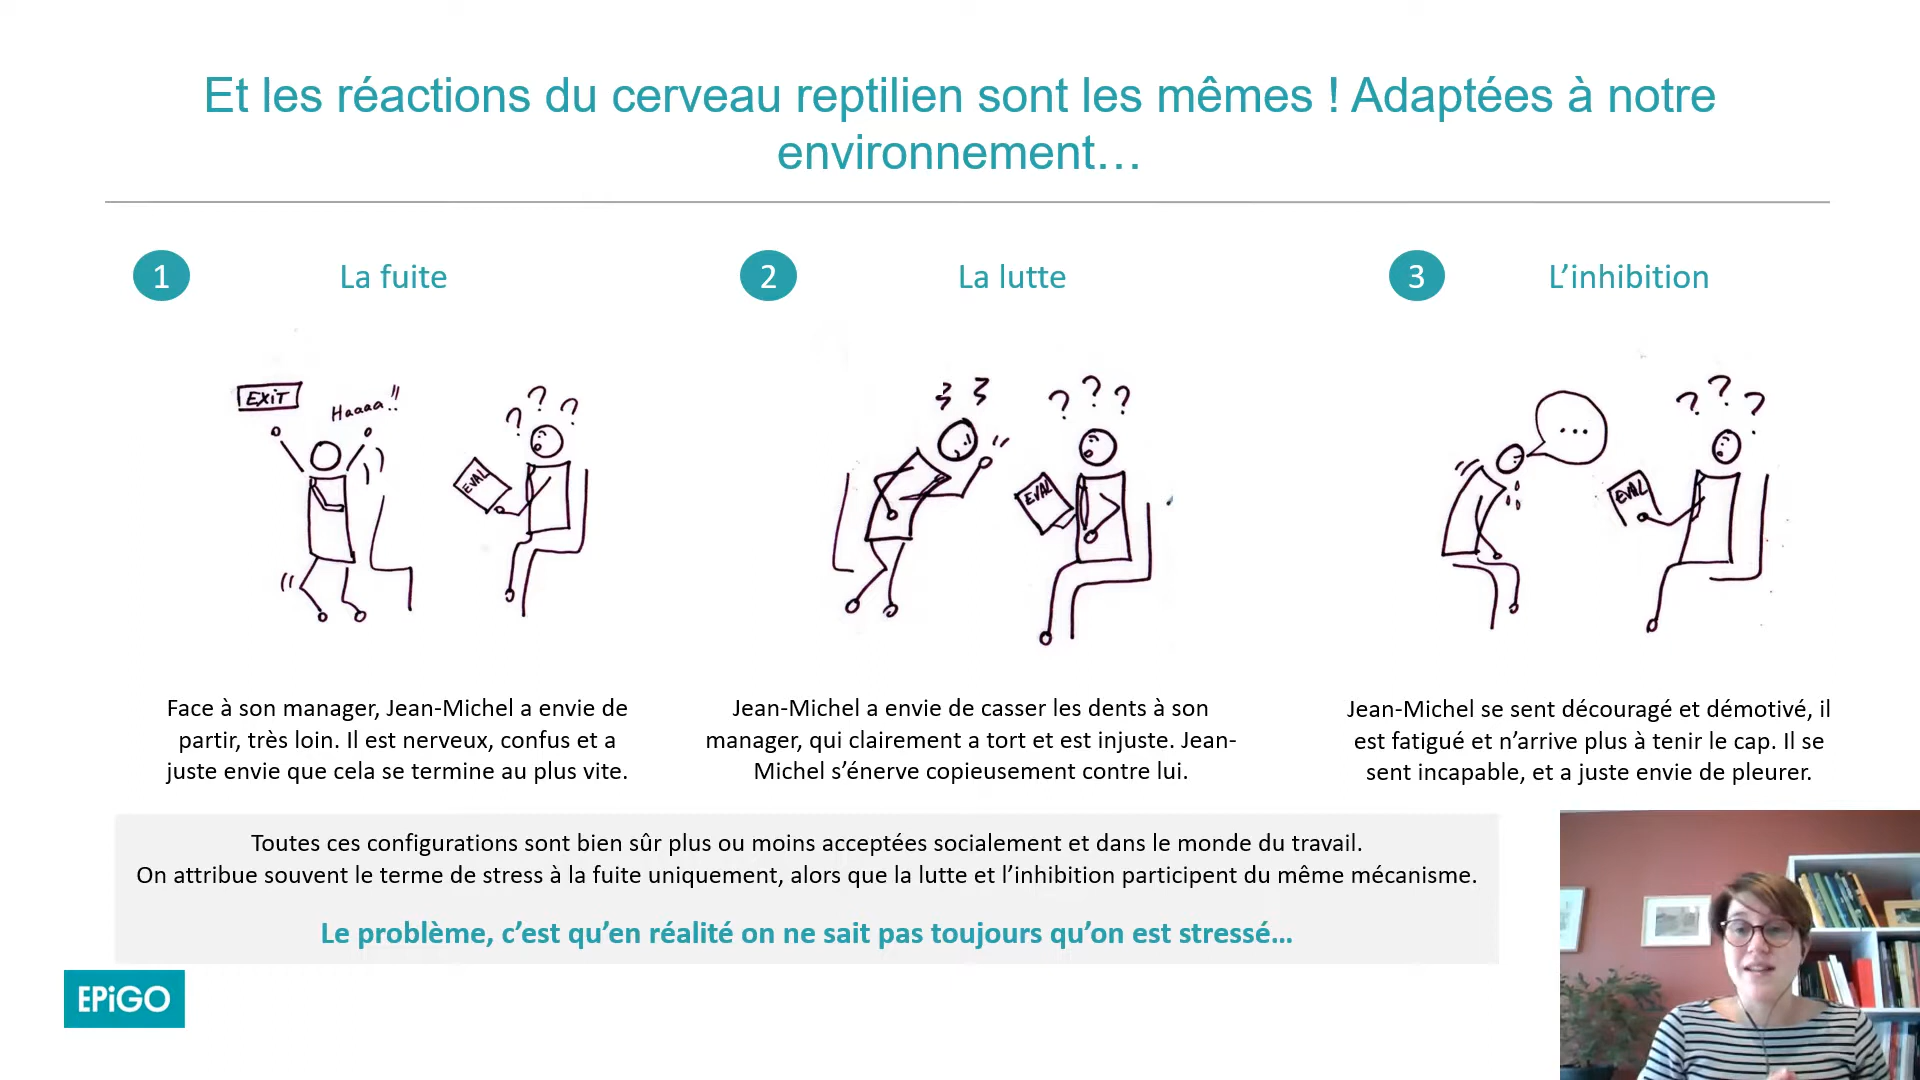 Et les réactions du cerveau reptilien sont les mêmes ! Adaptées à notre
environnement…
1
La fuite
2
La lutte
3
L’inhibition
EXIT
Haaaa!!
? ? ?
EVAL
? ? ?
EVAL
...
? ? ?
EVAL
Face à son manager, Jean-Michel a envie de
partir, très loin. Il est nerveux, confus et a
juste envie que cela se termine au plus vite.
Jean-Michel a envie de casser les dents à son
manager, qui clairement a tort et est injuste. Jean-
Michel s’énerve copieusement contre lui.
Jean-Michel se sent découragé et démotivé, il
est fatigué et n’arrive plus à tenir le cap. Il se
sent incapable, et a juste envie de pleurer.
Toutes ces configurations sont bien sûr plus ou moins acceptées socialement et dans le monde du travail.
On attribue souvent le terme de stress à la fuite uniquement, alors que la lutte et l’inhibition participent du même mécanisme.
Le problème, c’est qu’en réalité on ne sait pas toujours qu’on est stressé…
EPiGO